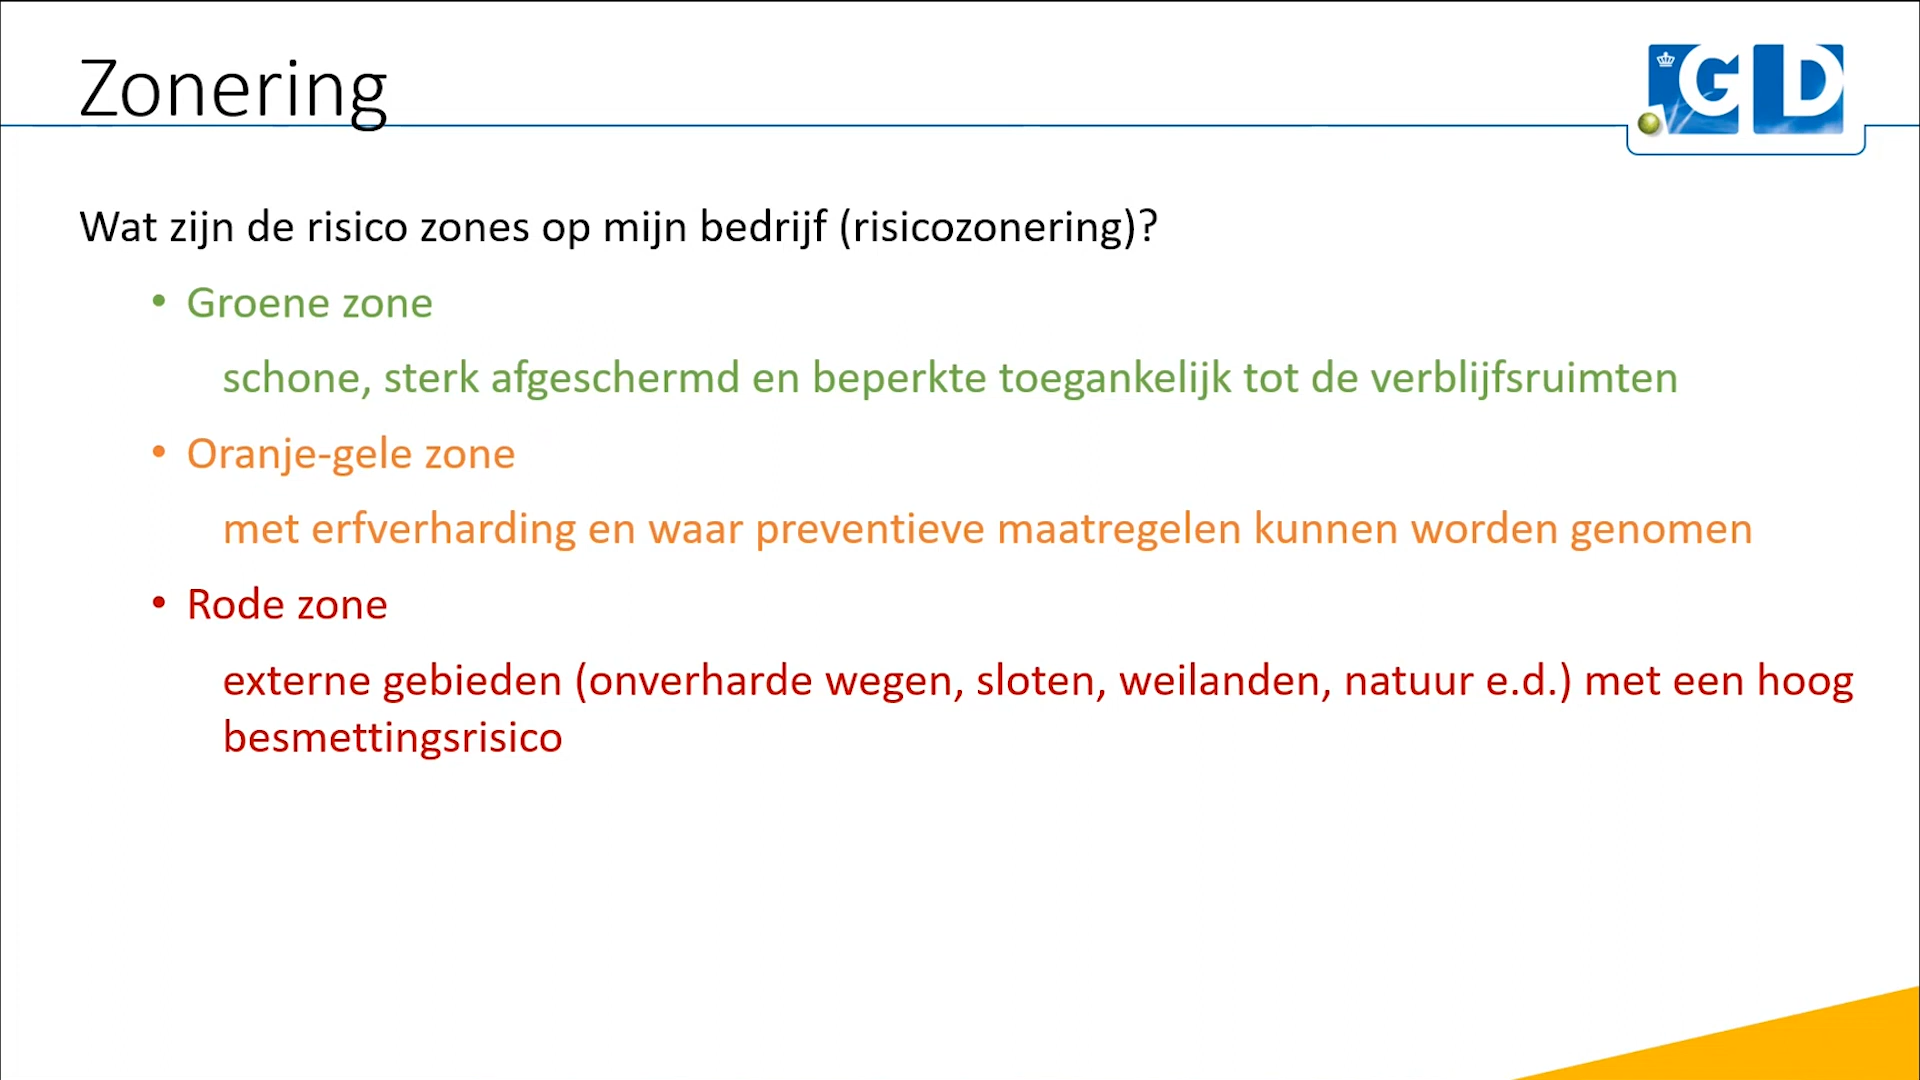 Zonering
GD
Wat zijn de risico zones op mijn bedrijf (risicozonering)?
• Groene zone
schone, sterk afgeschermd en beperkte toegankelijk tot de verblijfsruimten
• Oranje-gele zone
met erfverharding en waar preventieve maatregelen kunnen worden genomen
• Rode zone
externe gebieden (onverharde wegen, sloten, weilanden, natuur e.d.) met een hoog
besmettingsrisico